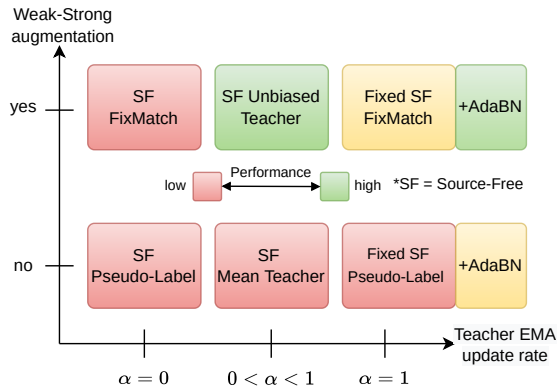 Weak-Strong
augmentation
yes
SF
FixMatch
SF Unbiased
Teacher
Fixed SF
FixMatch
+AdaBN
low
Performance
high
*SF = Source-Free
no
SF
Pseudo-Label
SF
Mean Teacher
Fixed SF
Pseudo-Label
+AdaBN
Teacher EMA
update rate
α = 0
0 < α < 1
α = 1